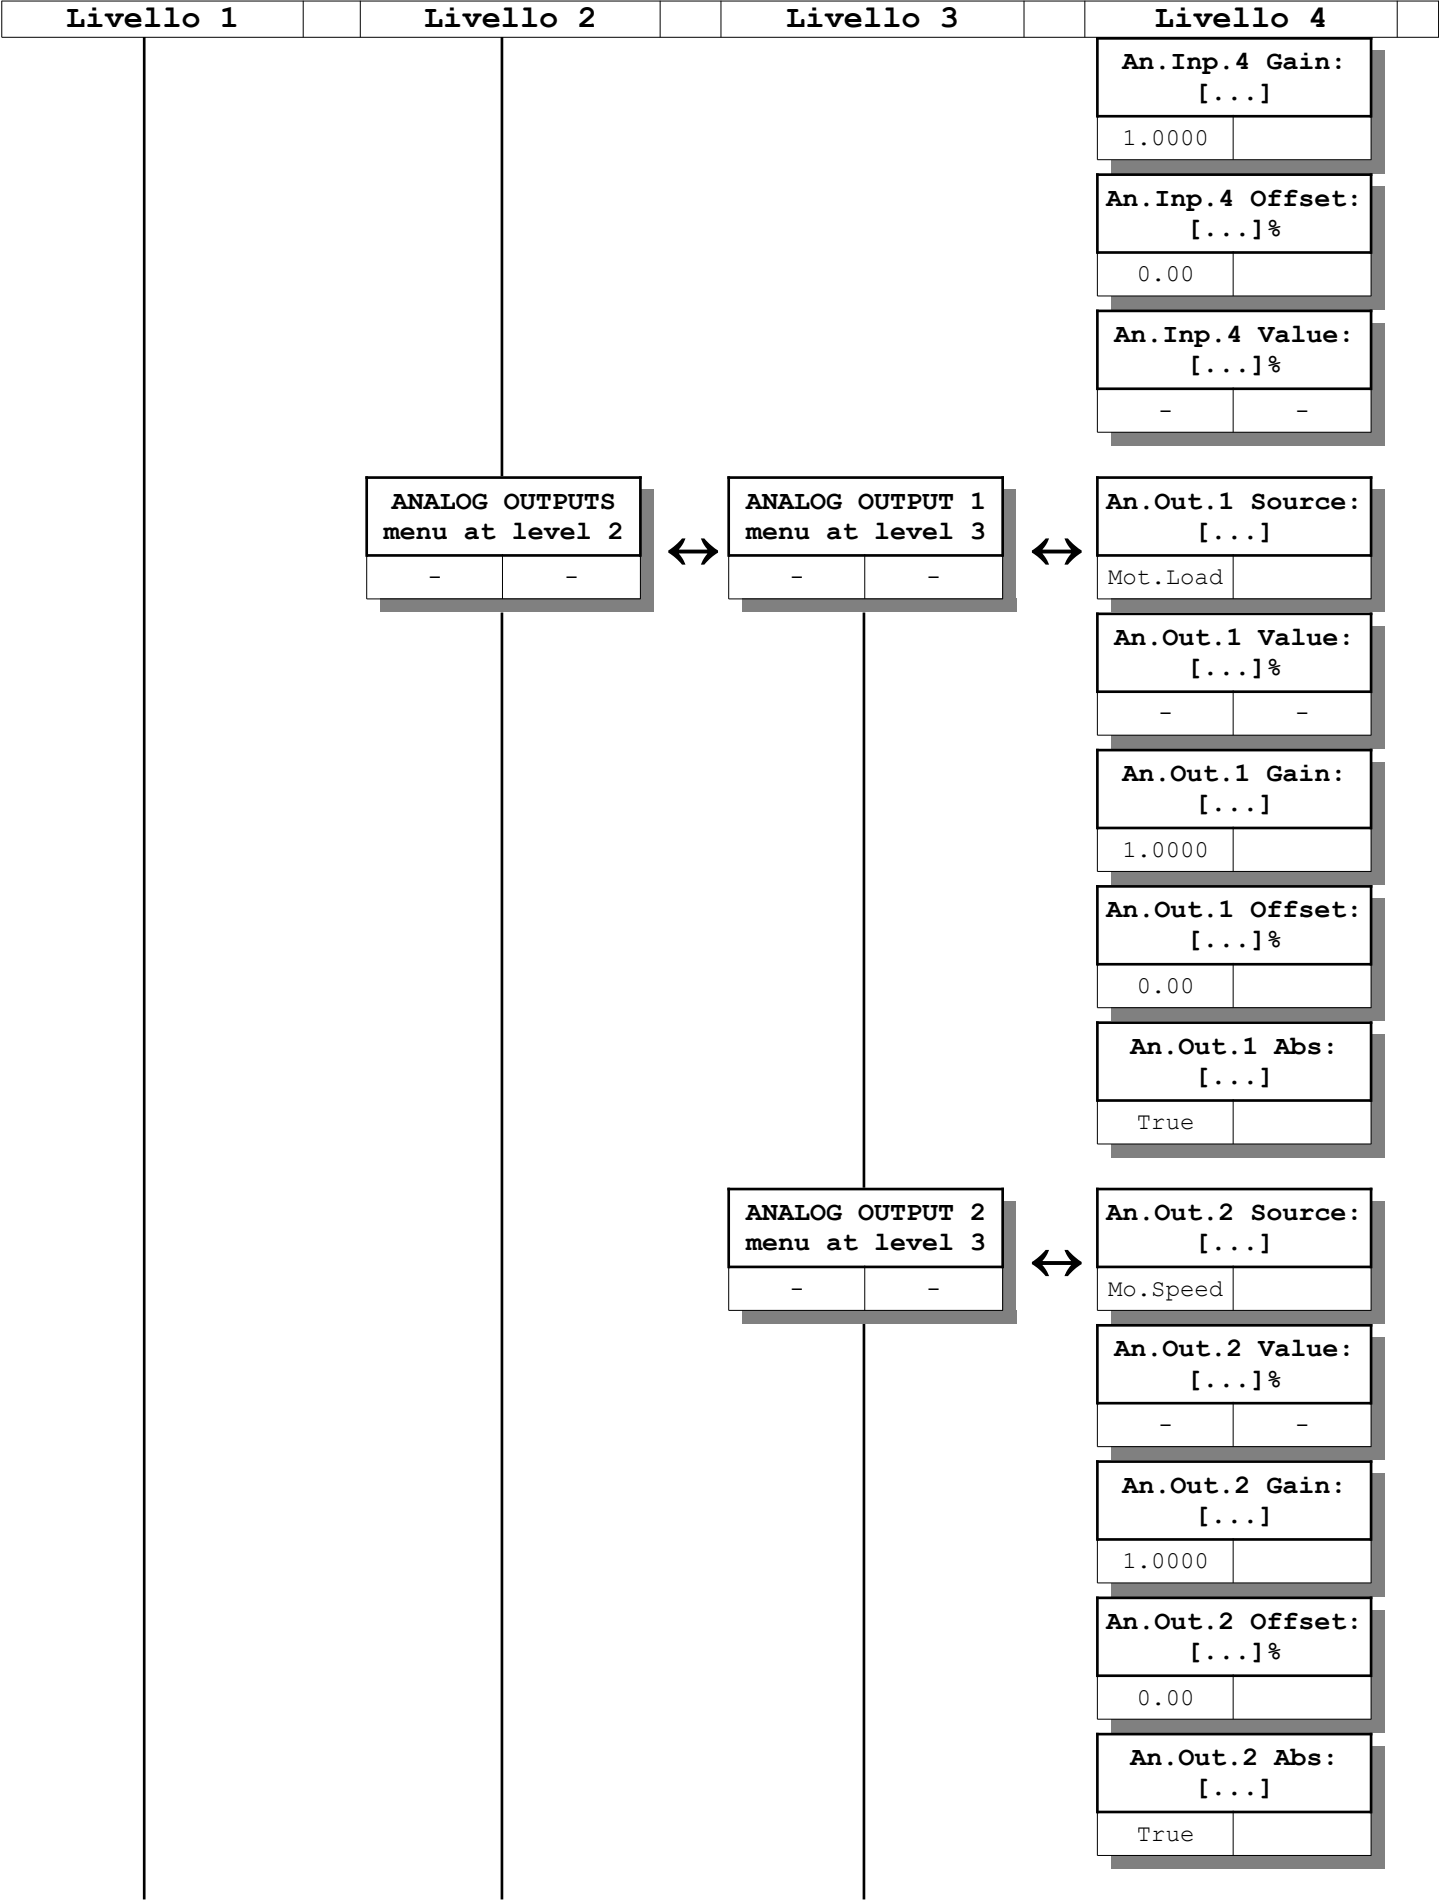 Livello 1 Livello 2 Livello 3 Livello 4
An.Inp.4 Gain:
[...]
1.0000
An.Inp.4 Offset:
[...]%
0.00
An.Inp.4 Value:
[...]%
- -
ANALOG OUTPUTS
menu at level 2
- -
ANALOG OUTPUT 1
menu at level 3
- -
An.Out.1 Source:
[...]
Mot.Load
An.Out.1 Value:
[...]%
- -
An.Out.1 Gain:
[...]
1.0000
An.Out.1 Offset:
[...]%
0.00
An.Out.1 Abs:
[...]
True
ANALOG OUTPUT 2
menu at level 3
- -
An.Out.2 Source:
[...]
Mo.Speed
An.Out.2 Value:
[...]%
- -
An.Out.2 Gain:
[...]
1.0000
An.Out.2 Offset:
[...]%
0.00
An.Out.2 Abs:
[...]
True